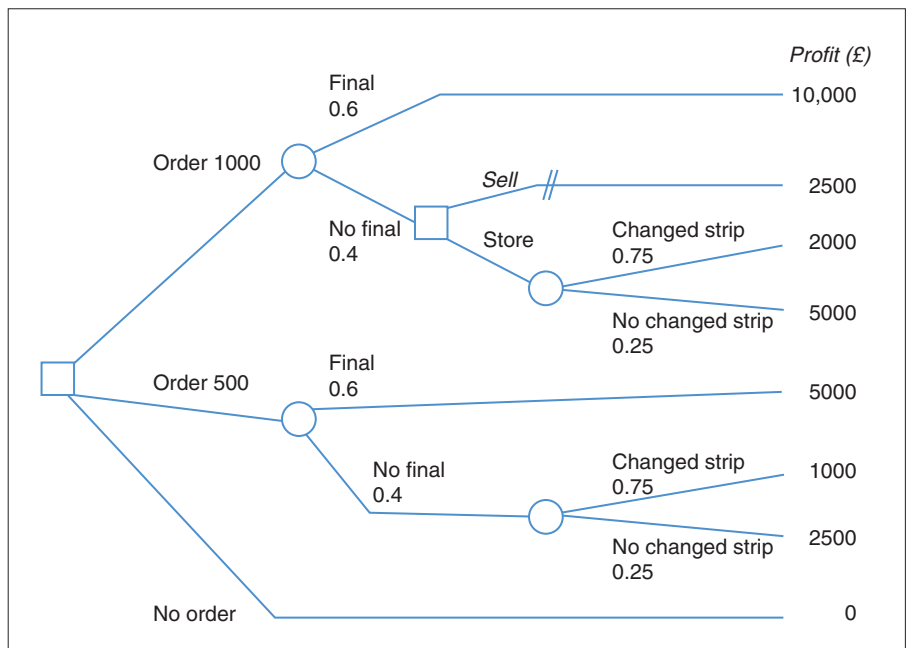 Profit (£)
Final
0.6
10,000
Order 1000
Sell
2500
No final
0.4
Store
Changed strip
0.75
2000
No changed strip
0.25
5000
Order 500
Final
0.6
5000
No final
0.4
Changed strip
0.75
1000
No changed strip
0.25
2500
No order
0